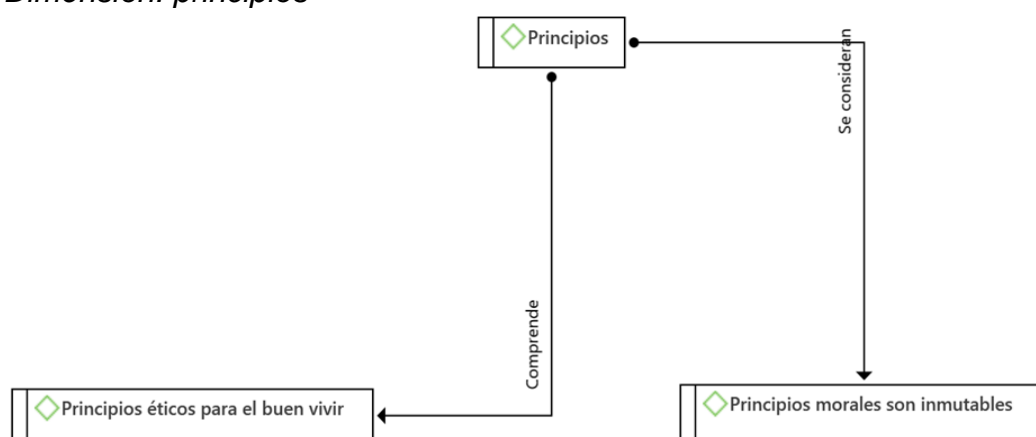 Dimensión: principios
Principios
Se consideran
Comprende
Principios éticos para el buen vivir
Principios morales son inmutables